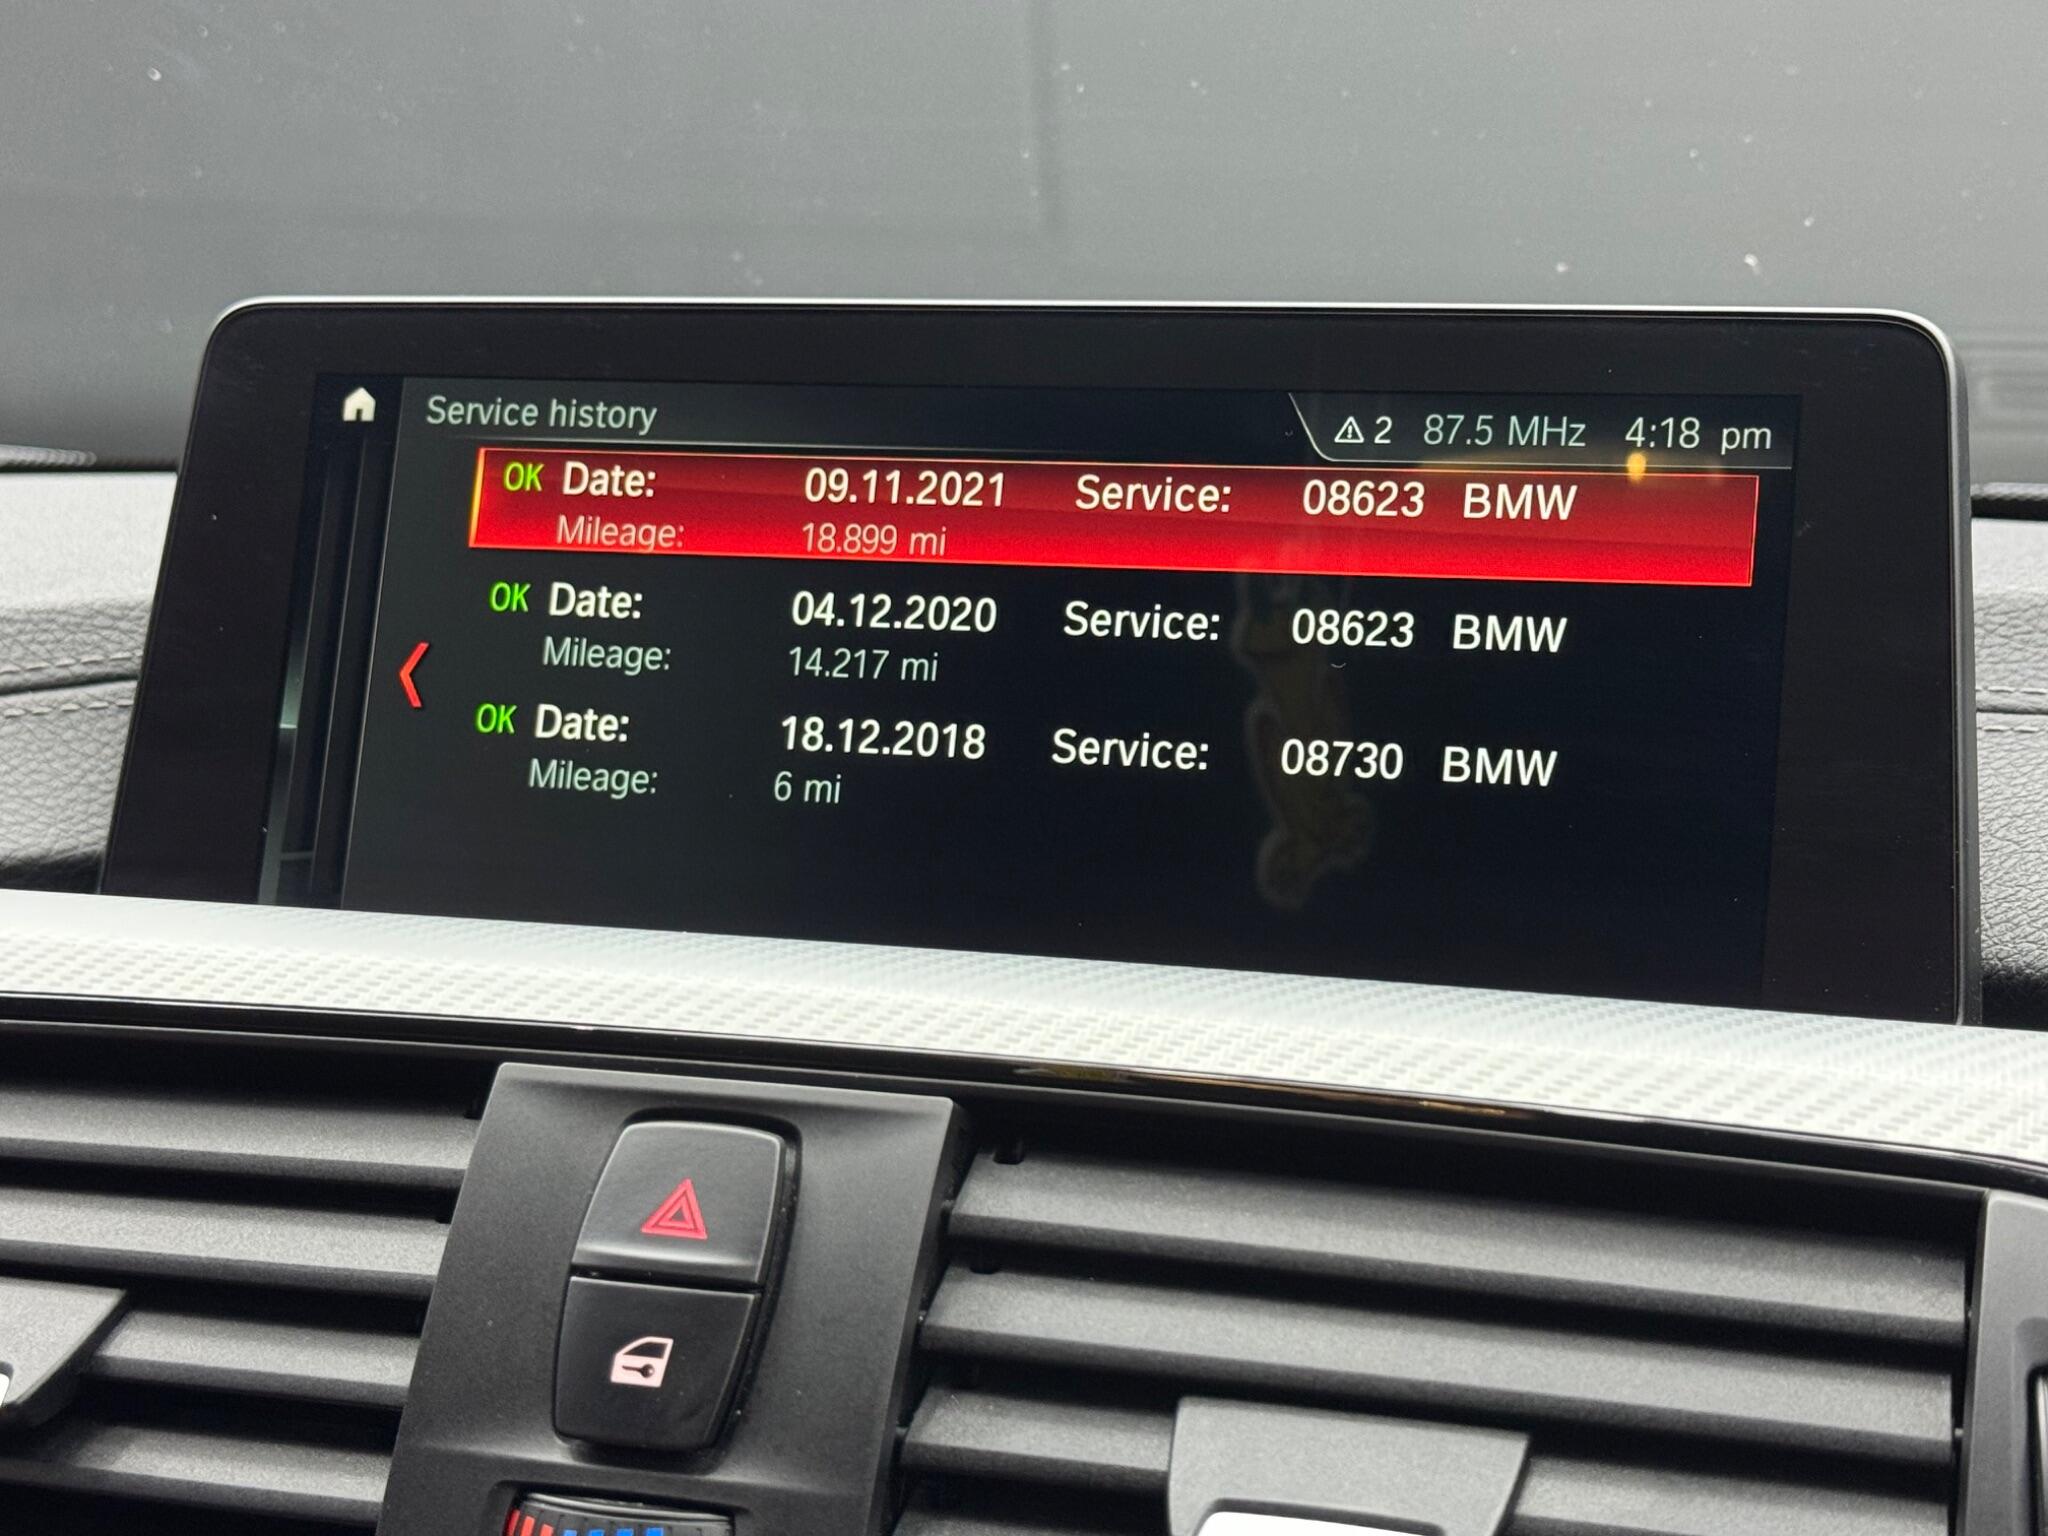 Service history 2 87.5 MHz 4:18 pm
OK Date: 09.11.2021 Service: 08623 BMW
Mileage: 18.899 mi
OK Date: 04.12.2020 Service: 08623 BMW
Mileage: 14.217 mi
OK Date: 18.12.2018 Service: 08730 BMW
Mileage: 6 mi